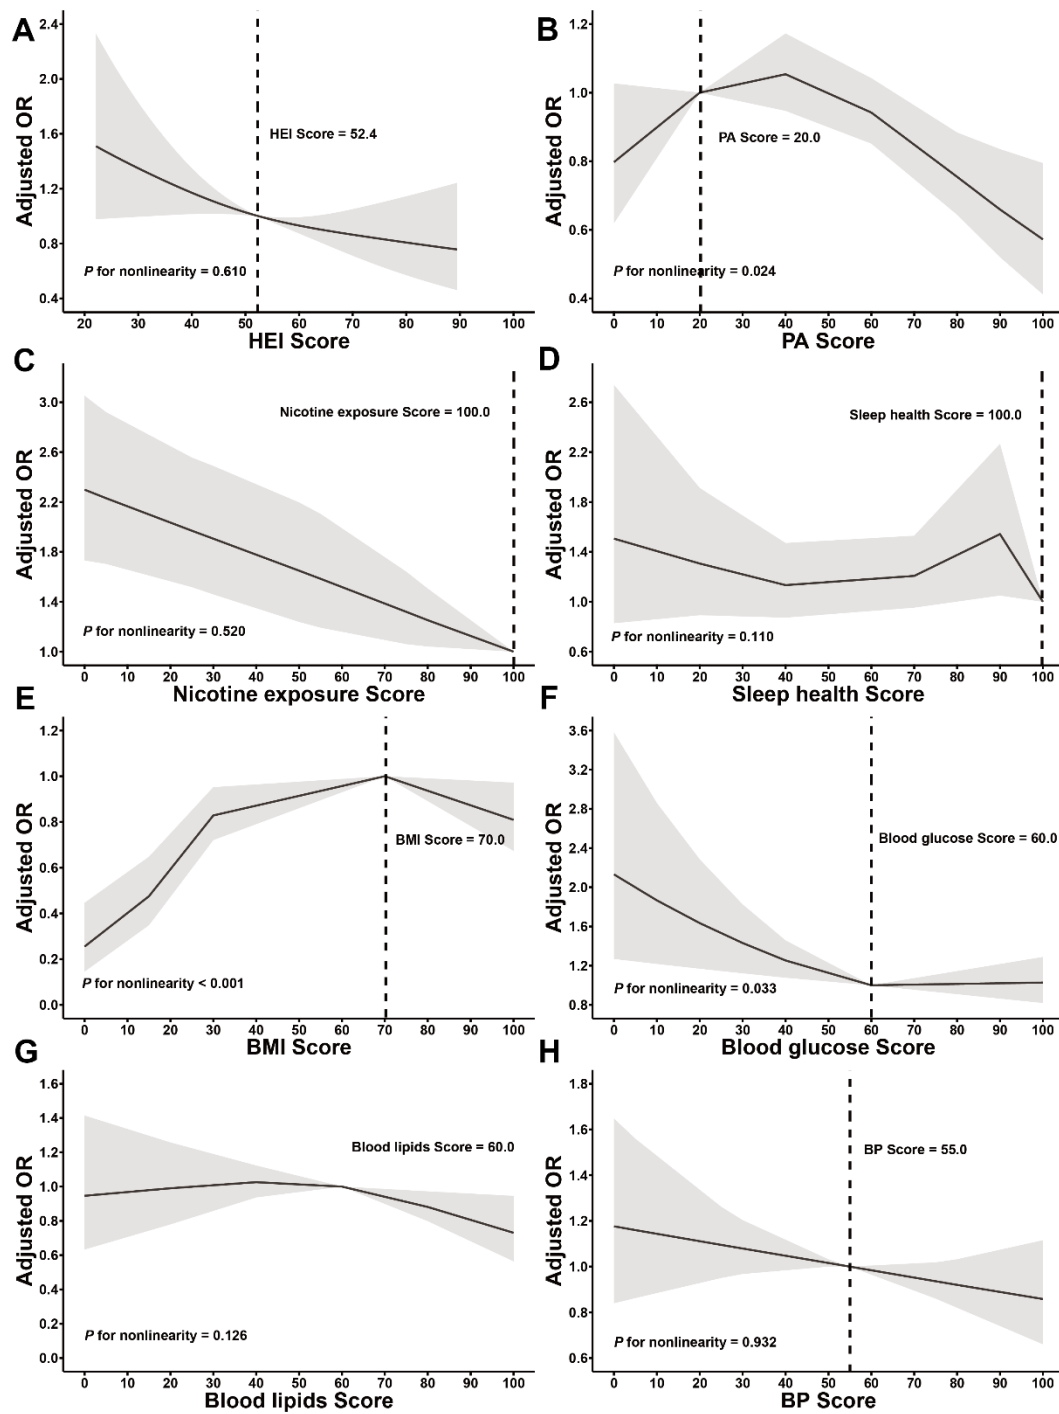 A
Adjusted OR
2.4
2.0
1.6
1.2
0.8
0.4
HEI Score = 52.4
P for nonlinearity = 0.610
20 30 40 50 60 70 80 90 100
HEI Score
B
Adjusted OR
1.2
1.0
0.8
0.6
0.4
PA Score = 20.0
P for nonlinearity = 0.024
0 10 20 30 40 50 60 70 80 90 100
PA Score
C
Adjusted OR
3.0
2.6
2.2
1.8
1.4
1.0
Nicotine exposure Score = 100.0
P for nonlinearity = 0.520
0 10 20 30 40 50 60 70 80 90 100
Nicotine exposure Score
D
Adjusted OR
2.6
2.2
1.8
1.4
1.0
0.6
Sleep health Score = 100.0
P for nonlinearity = 0.110
0 10 20 30 40 50 60 70 80 90 100
Sleep health Score
E
Adjusted OR
1.2
1.0
0.8
0.6
0.4
0.2
0.0
BMI Score = 70.0
P for nonlinearity < 0.001
0 10 20 30 40 50 60 70 80 90 100
BMI Score
F
Adjusted OR
3.6
3.2
2.8
2.4
2.0
1.6
1.2
0.8
Blood glucose Score = 60.0
P for nonlinearity = 0.033
0 10 20 30 40 50 60 70 80 90 100
Blood glucose Score
G
Adjusted OR
1.6
1.4
1.2
1.0
0.8
0.6
0.4
0.2
0.0
Blood lipids Score = 60.0
P for nonlinearity = 0.126
0 10 20 30 40 50 60 70 80 90 100
Blood lipids Score
H
Adjusted OR
1.8
1.6
1.4
1.2
1.0
0.8
0.6
BP Score = 55.0
P for nonlinearity = 0.932
0 10 20 30 40 50 60 70 80 90 100
BP Score